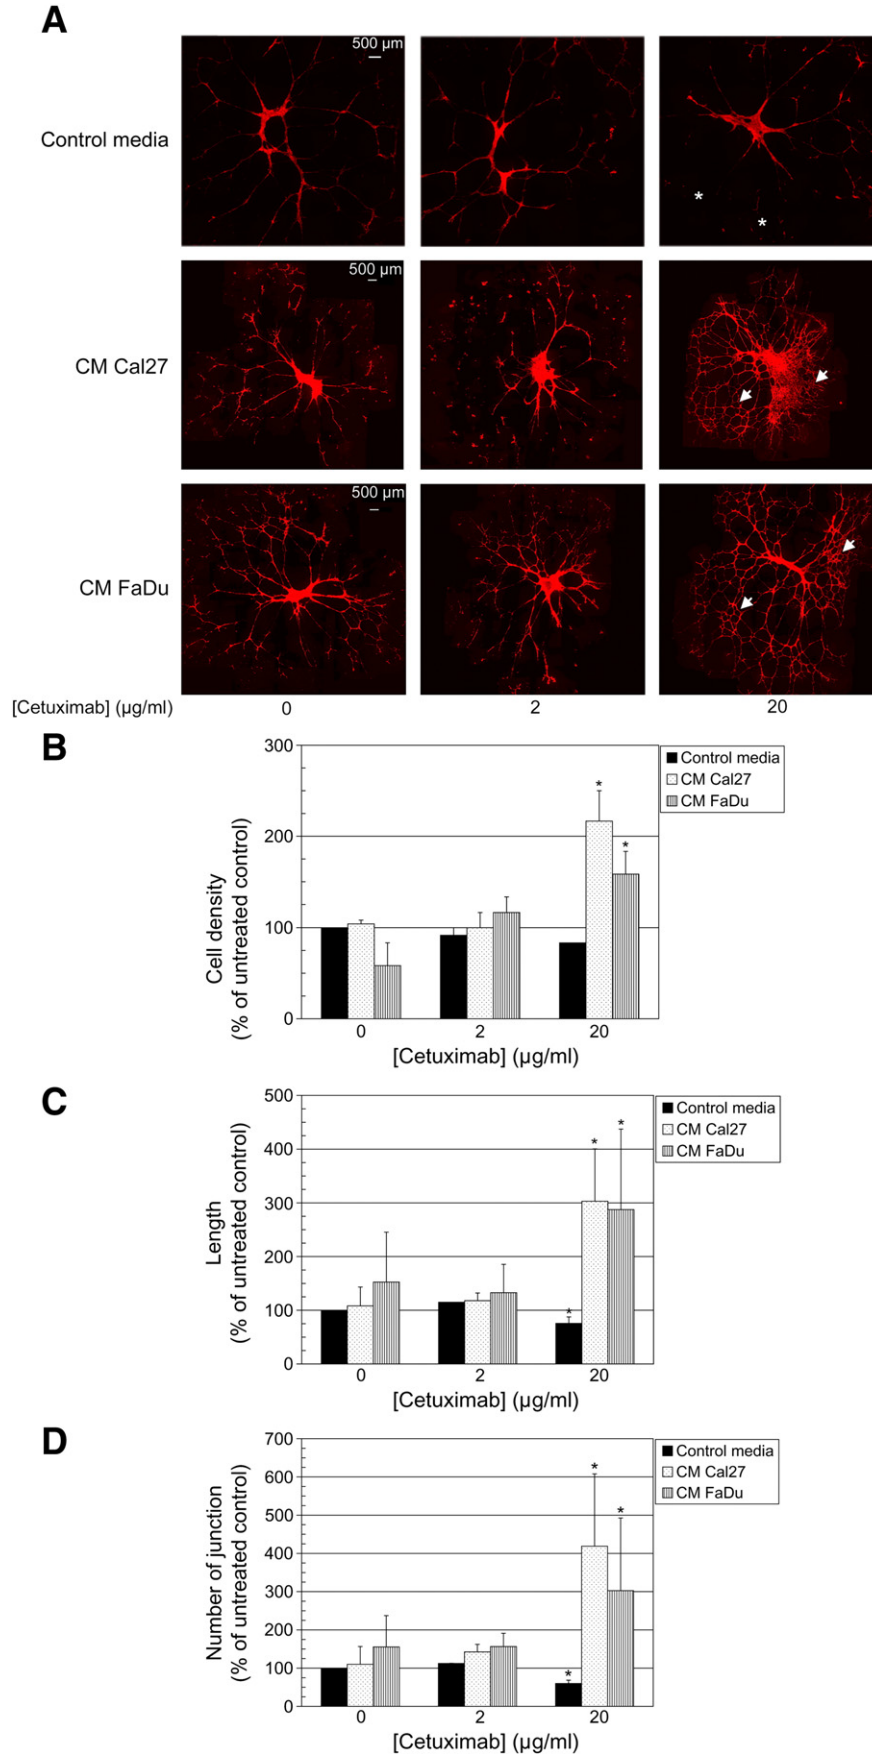 A
500 µm
Control media
*
*
500 µm
CM Cal27
500 µm
CM FaDu
[Cetuximab] (µg/ml)
0
2
20
B
300
200
100
0
Cell density
(% of untreated control)
*
*
Control media
CM Cal27
CM FaDu
0
2
20
[Cetuximab] (µg/ml)
C
500
400
300
200
100
0
Length
(% of untreated control)
*
*
*
Control media
CM Cal27
CM FaDu
0
2
20
[Cetuximab] (µg/ml)
D
700
600
500
400
300
200
100
0
Number of junction
(% of untreated control)
*
*
*
Control media
CM Cal27
CM FaDu
0
2
20
[Cetuximab] (µg/ml)